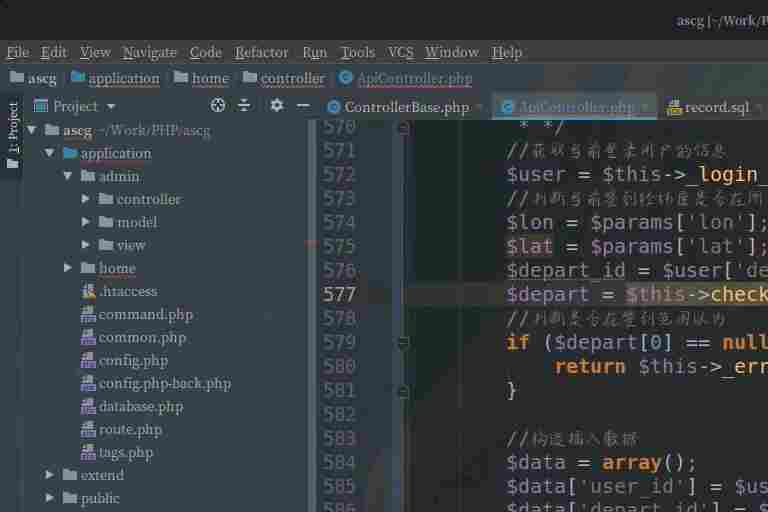 ascg [~/Work/P
File Edit View Navigate Code Refactor Run Tools VCS Window Help
ascg application home controller ApiController.php
Project ControllerBase.php ApiController.php record.sql
1: Project
ascg ~/Work/PHP/ascg
application
admin
controller
model
view
home
.htaccess
command.php
common.php
config.php
config.php-back.php
database.php
route.php
tags.php
extend
public
570 * */
571 //获取当前登录用户的信息
572 $user = $this->_login_
573 //判断当前签到经纬度是否在用
574 $lon = $params['lon'];
575 $lat = $params['lat'];
576 $depart_id = $user['de
577 $depart = $this->check
578 //判断是否在签到范围以内
579 if ($depart[0] == null
580 return $this->_err
581 }
582
583 //构造插入数据
584 $data = array();
585 $data['user_id'] = $us
586 $data['depart_id'] = $